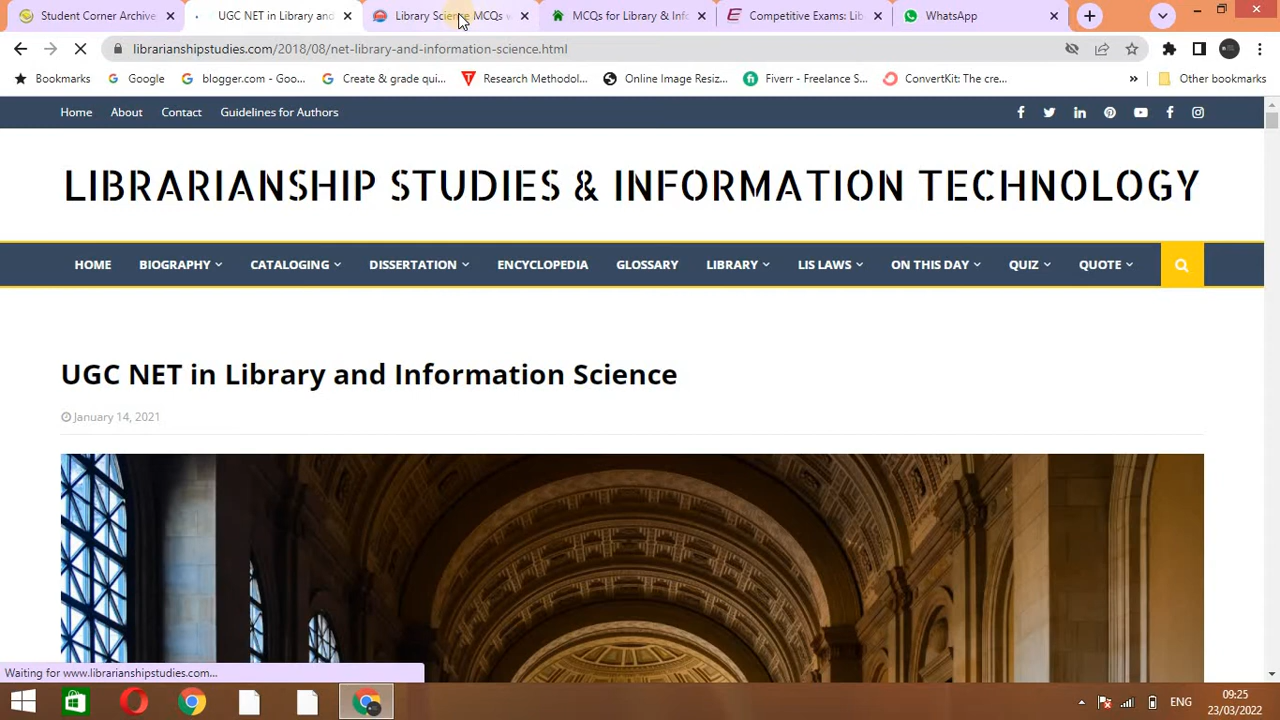 Student Corner Archive
UGC NET in Library and
Library Science MCQs w
MCQs for Library & Info
Competitive Exams: Lib
WhatsApp
librarianshipstudies.com/2018/08/net-library-and-information-science.html
Bookmarks
Google
blogger.com - Goo...
Create & grade qui...
Research Methodol...
Online Image Resiz...
Fiverr - Freelance S...
ConvertKit: The cre...
»
Other bookmarks
Home
About
Contact
Guidelines for Authors
LIBRARIANSHIP STUDIES & INFORMATION TECHNOLOGY
HOME
BIOGRAPHY
CATALOGING
DISSERTATION
ENCYCLOPEDIA
GLOSSARY
LIBRARY
LIS LAWS
ON THIS DAY
QUIZ
QUOTE
UGC NET in Library and Information Science
January 14, 2021
Waiting for www.librarianshipstudies.com...
ENG
09:25
23/03/2022